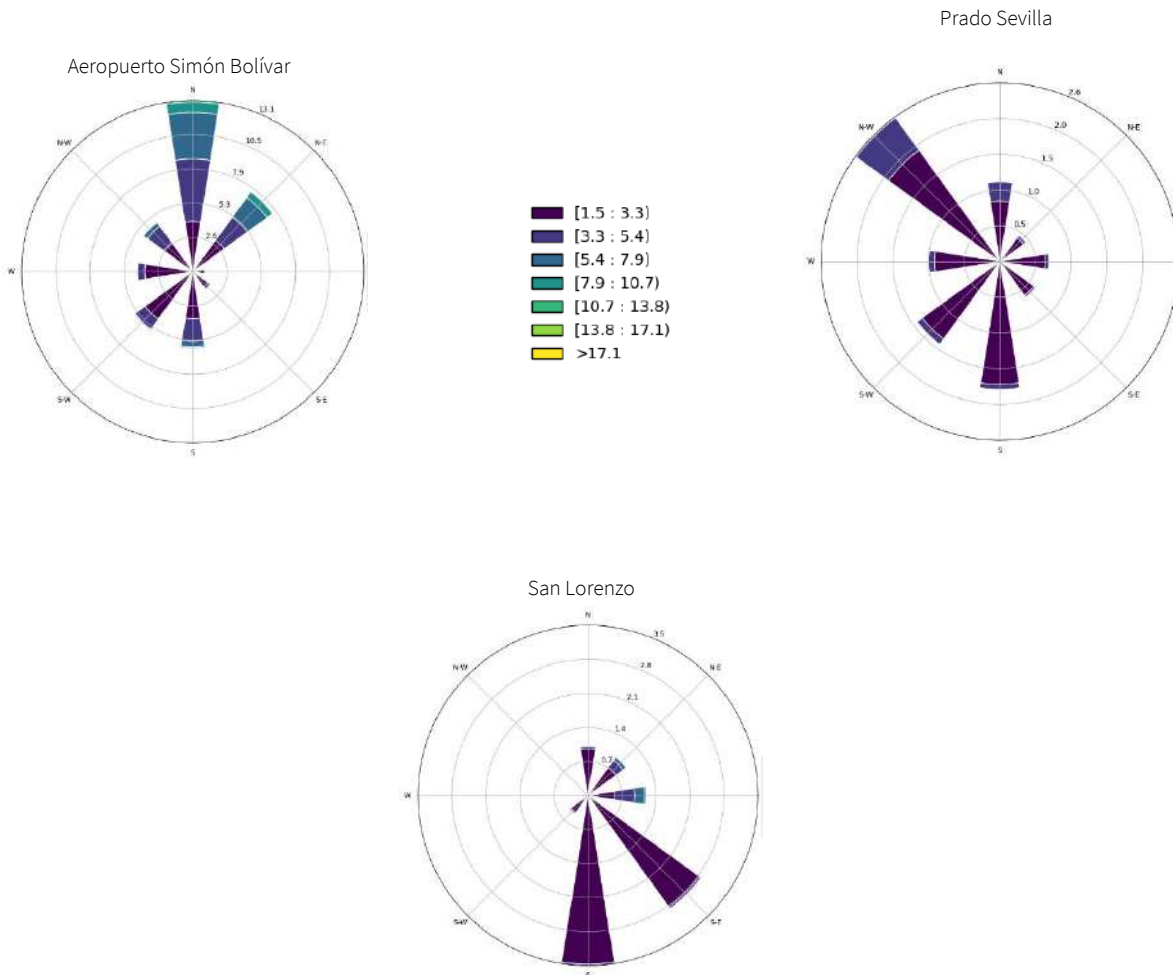 Prado Sevilla
Aeropuerto Simón Bolívar
N
13.1
10.5
7.9
5.3
2.6
N-W
N-E
W
S-W
S-E
S
[1.5 : 3.3)
[3.3 : 5.4)
[5.4 : 7.9)
[7.9 : 10.7)
[10.7 : 13.8)
[13.8 : 17.1)
>17.1
N
2.6
2.0
1.5
1.0
0.5
N-W
N-E
W
S-W
S-E
S
San Lorenzo
N
3.5
2.8
2.1
1.4
0.7
N-W
N-E
W
S-W
S-E
S